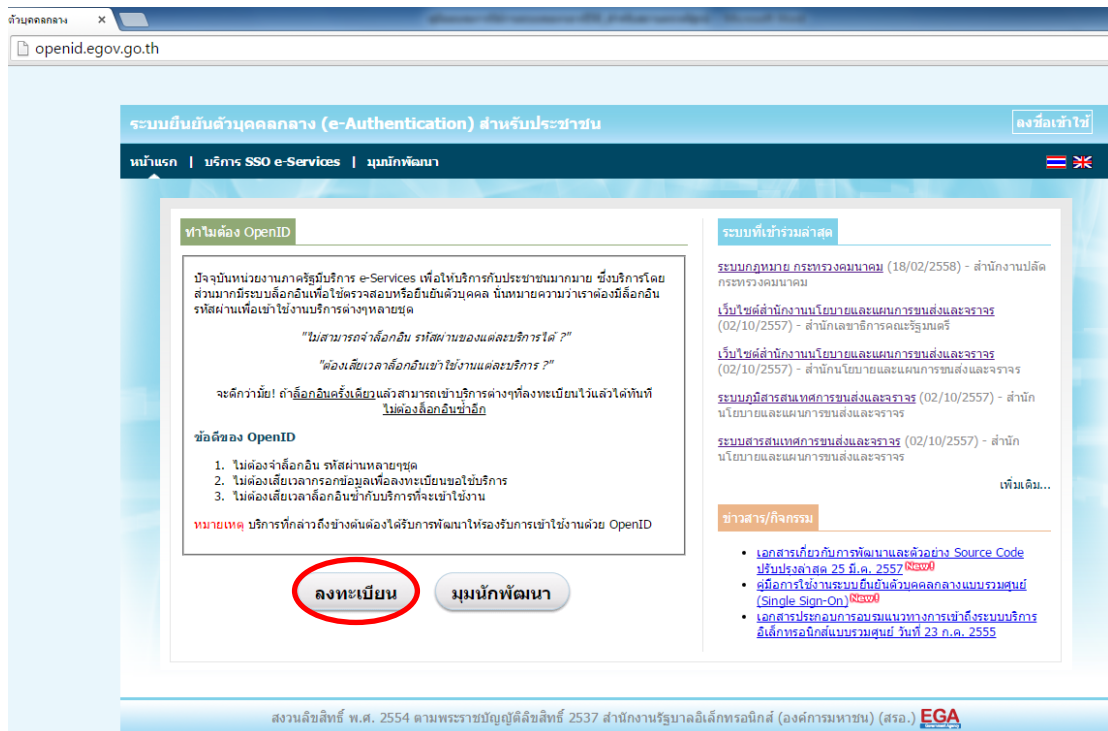 ตัวบุคคลกลาง ×
openid.egov.go.th
ระบบยืนยันตัวบุคคลกลาง (e-Authentication) สำหรับประชาชน
ลงชื่อเข้าใช้
หน้าแรก | บริการ SSO e-Services | มุมนักพัฒนา
ทำไมต้อง OpenID
ปัจจุบันหน่วยงานภาครัฐมีบริการ e-Services เพื่อให้บริการกับประชาชนมากมาย ซึ่งบริการโดย
ส่วนมากมีระบบล็อกอินเพื่อใช้ตรวจสอบหรือยืนยันตัวบุคคล นั่นหมายความว่าเราต้องมีล็อกอิน
รหัสผ่านเพื่อเข้าใช้งานบริการต่างๆหลายชุด
"ไม่สามารถจำล็อกอิน รหัสผ่านของแต่ละบริการได้ ?"
"ต้องเสียเวลาล็อกอินเข้าใช้งานแต่ละบริการ ?"
จะดีกว่ามั้ย! ถ้าล็อกอินครั้งเดียวแล้วสามารถเข้าบริการต่างๆที่ลงทะเบียนไว้แล้วได้ทันที
ไม่ต้องล็อกอินซ้ำอีก
ข้อดีของ OpenID
1. ไม่ต้องจำล็อกอิน รหัสผ่านหลายๆชุด
2. ไม่ต้องเสียเวลากรอกข้อมูลเพื่อลงทะเบียนขอใช้บริการ
3. ไม่ต้องเสียเวลาล็อกอินซ้ำกับบริการที่จะเข้าใช้งาน
หมายเหตุ บริการที่กล่าวถึงข้างต้นต้องได้รับการพัฒนาให้รองรับการเข้าใช้งานด้วย OpenID
ลงทะเบียน
มุมนักพัฒนา
ระบบที่เข้าร่วมล่าสุด
ระบบกฎหมาย กระทรวงคมนาคม (18/02/2558) - สำนักงานปลัด
กระทรวงคมนาคม
เว็บไซต์สำนักงานนโยบายและแผนการขนส่งและจราจร
(02/10/2557) - สำนักเลขาธิการคณะรัฐมนตรี
เว็บไซต์สำนักงานนโยบายและแผนการขนส่งและจราจร
(02/10/2557) - สำนักนโยบายและแผนการขนส่งและจราจร
ระบบภูมิสารสนเทศการขนส่งและจราจร (02/10/2557) - สำนัก
นโยบายและแผนการขนส่งและจราจร
ระบบสารสนเทศการขนส่งและจราจร (02/10/2557) - สำนัก
นโยบายและแผนการขนส่งและจราจร
เพิ่มเติม...
ข่าวสาร/กิจกรรม
• เอกสารเกี่ยวกับการพัฒนาและตัวอย่าง Source Code
ปรับปรุงล่าสุด 25 มี.ค. 2557 New!
• คู่มือการใช้งานระบบยืนยันตัวบุคคลกลางแบบรวมศูนย์
(Single Sign-On) New!
• เอกสารประกอบการอบรมแนวทางการเข้าถึงระบบบริการ
อิเล็กทรอนิกส์แบบรวมศูนย์ วันที่ 23 ก.ค. 2555
สงวนลิขสิทธิ์ พ.ศ. 2554 ตามพระราชบัญญัติลิขสิทธิ์ 2537 สำนักงานรัฐบาลอิเล็กทรอนิกส์ (องค์การมหาชน) (สรอ.) EGA